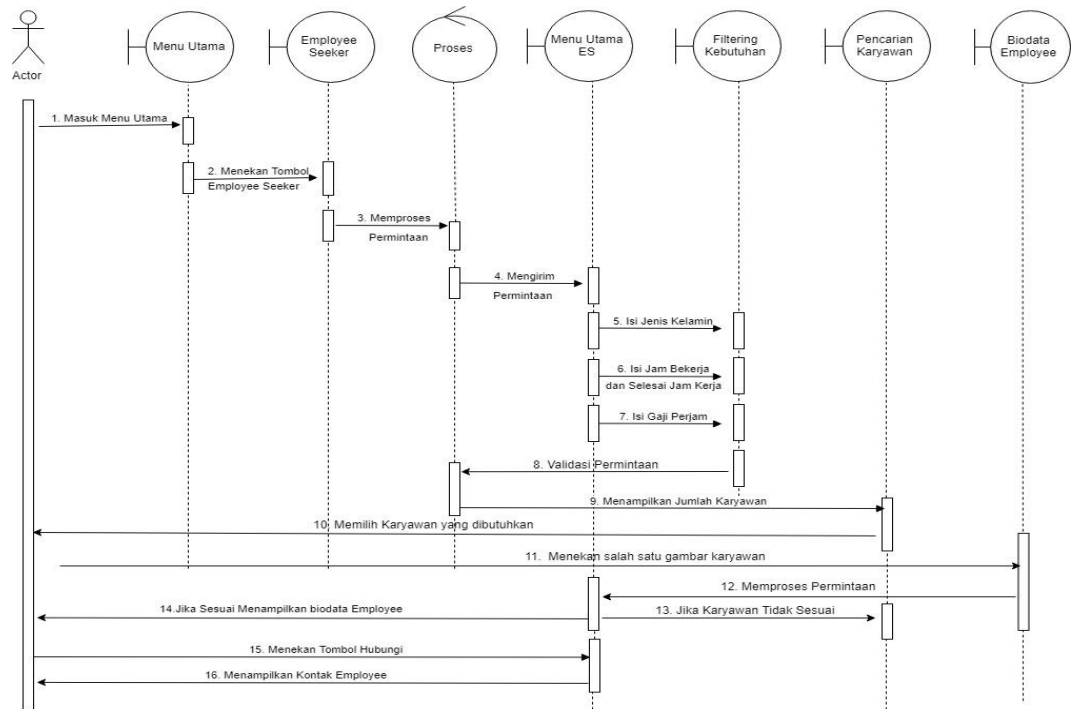 Actor
Menu Utama
Employee
Seeker
Proses
Menu Utama
ES
Filtering
Kebutuhan
Pencarian
Karyawan
Biodata
Employee
1. Masuk Menu Utama
2. Menekan Tombol
Employee Seeker
3. Memproses
Permintaan
4. Mengirim
Permintaan
5. Isi Jenis Kelamin
6. Isi Jam Bekerja
dan Selesai Jam Kerja
7. Isi Gaji Perjam
8. Validasi Permintaan
9. Menampilkan Jumlah Karyawan
10. Memilih Karyawan yang dibutuhkan
11. Menekan salah satu gambar karyawan
12. Memproses Permintaan
13. Jika Karyawan Tidak Sesuai
14.Jika Sesuai Menampilkan biodata Employee
15. Menekan Tombol Hubungi
16. Menampilkan Kontak Employee